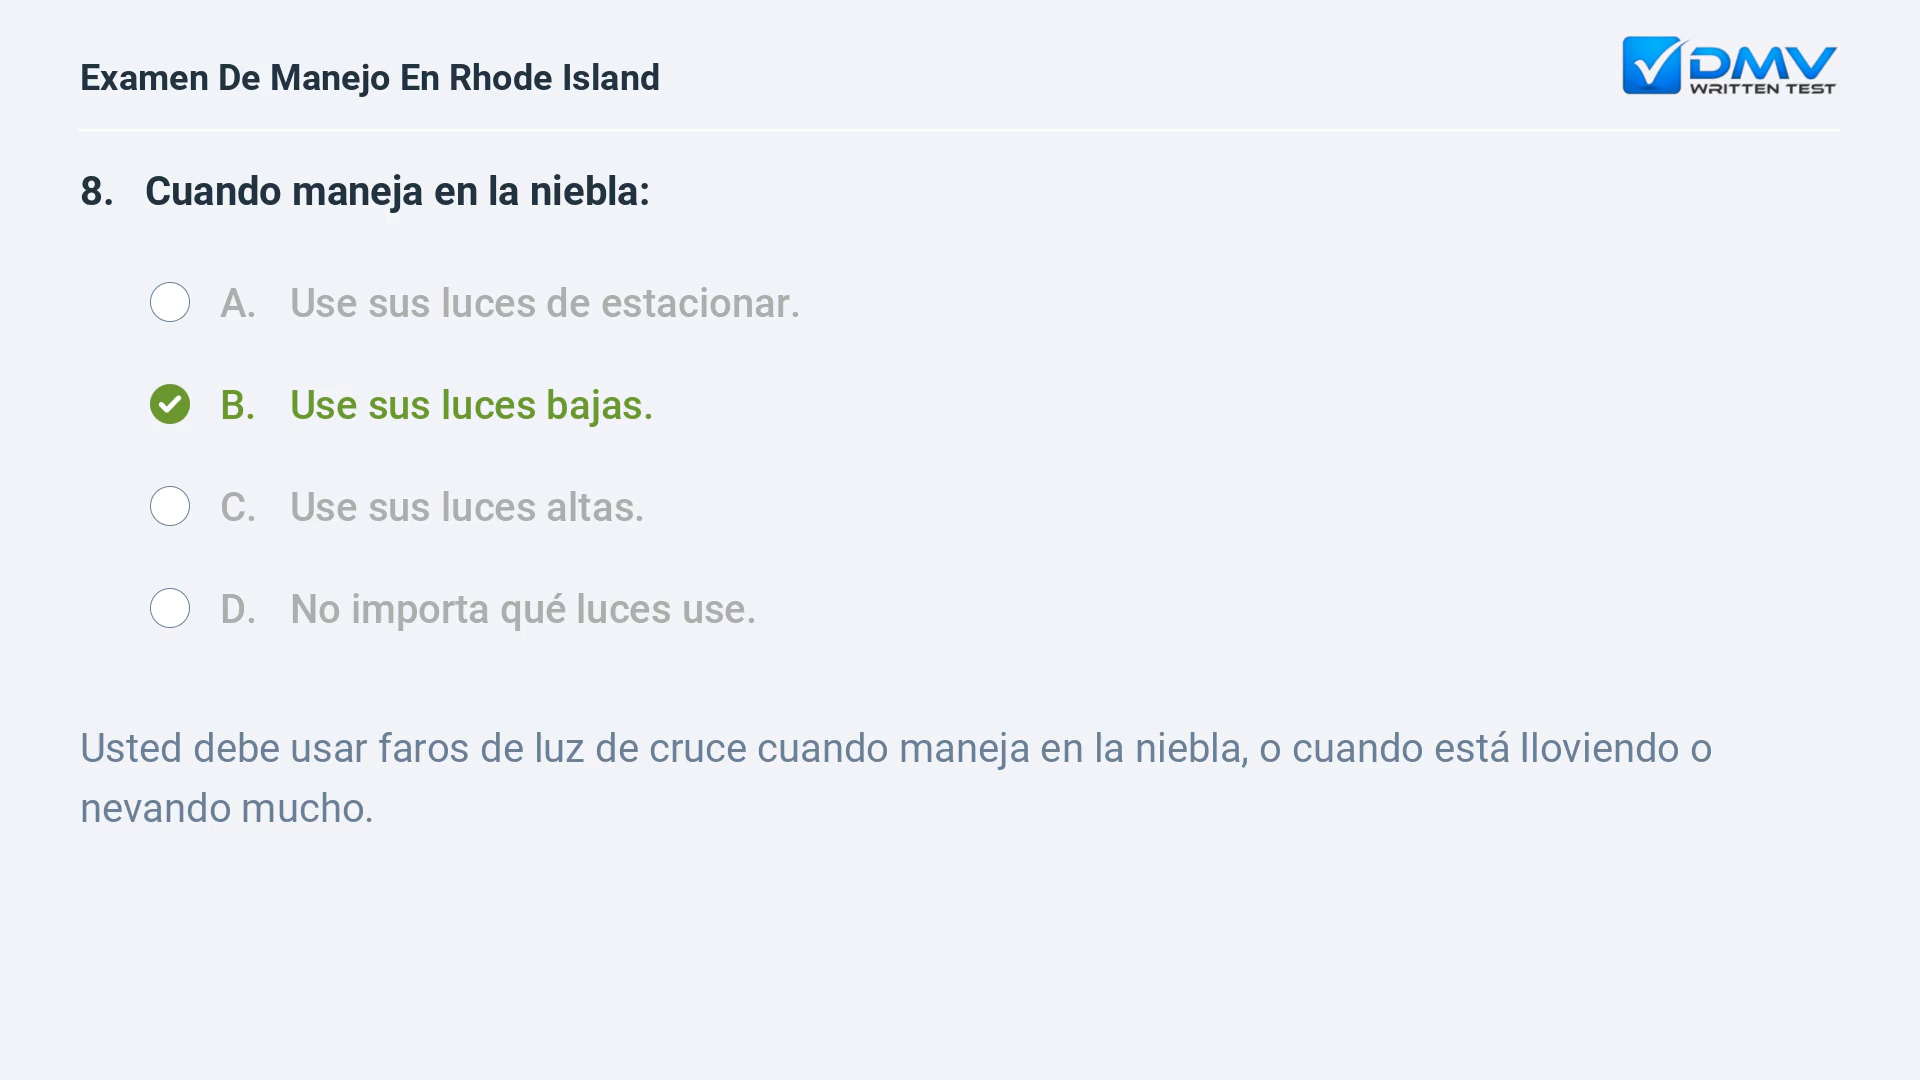 Examen De Manejo En Rhode Island
DMV
WRITTEN TEST
8. Cuando maneja en la niebla:
A. Use sus luces de estacionar.
B. Use sus luces bajas.
C. Use sus luces altas.
D. No importa qué luces use.
Usted debe usar faros de luz de cruce cuando maneja en la niebla, o cuando está lloviendo o
nevando mucho.